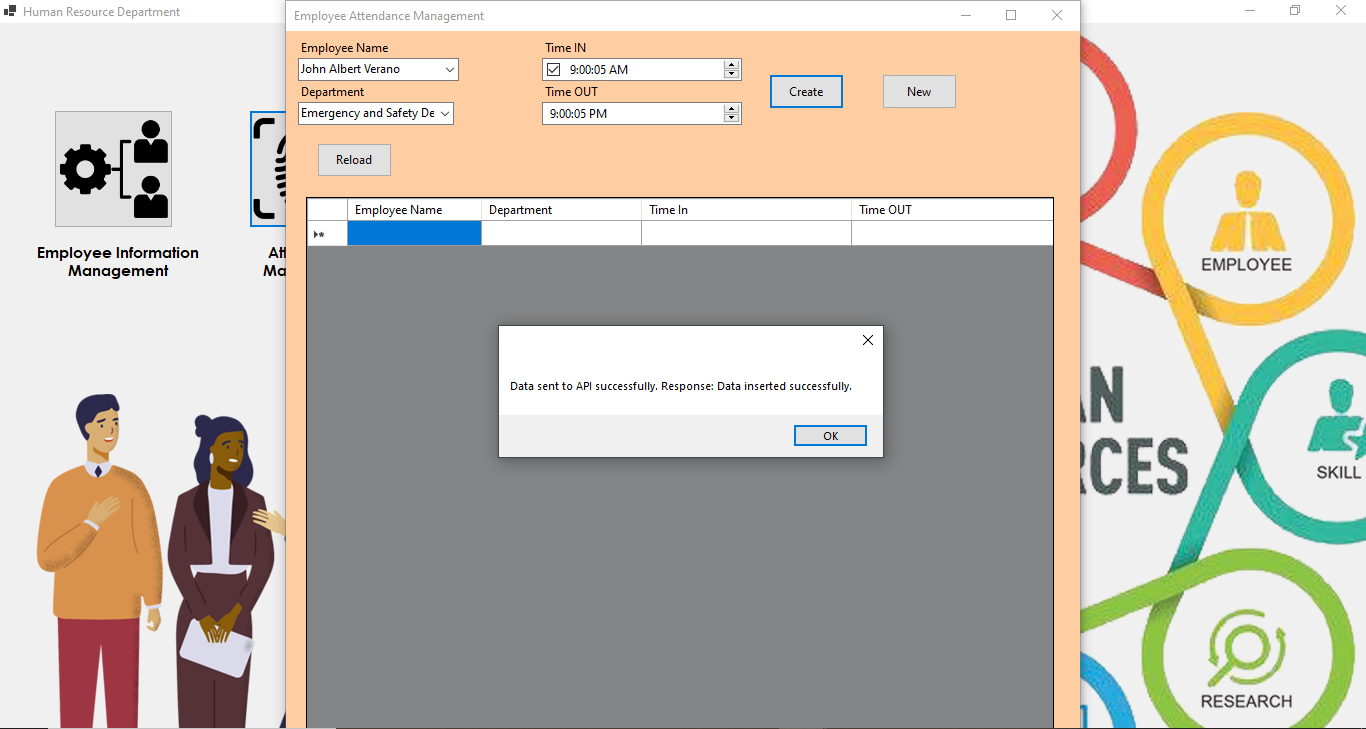 Human Resource Department
Employee Attendance Management
Employee Name
Time IN
John Albert Verano
9:00:05 AM
Department
Time OUT
Emergency and Safety De
9:00:05 PM
Create
New
Reload
Employee Name
Department
Time In
Time OUT
Employee Information
Management
Att
Ma
Data sent to API successfully. Response: Data inserted successfully.
OK
EMPLOYEE
AN
RCES
SKILL
RESEARCH